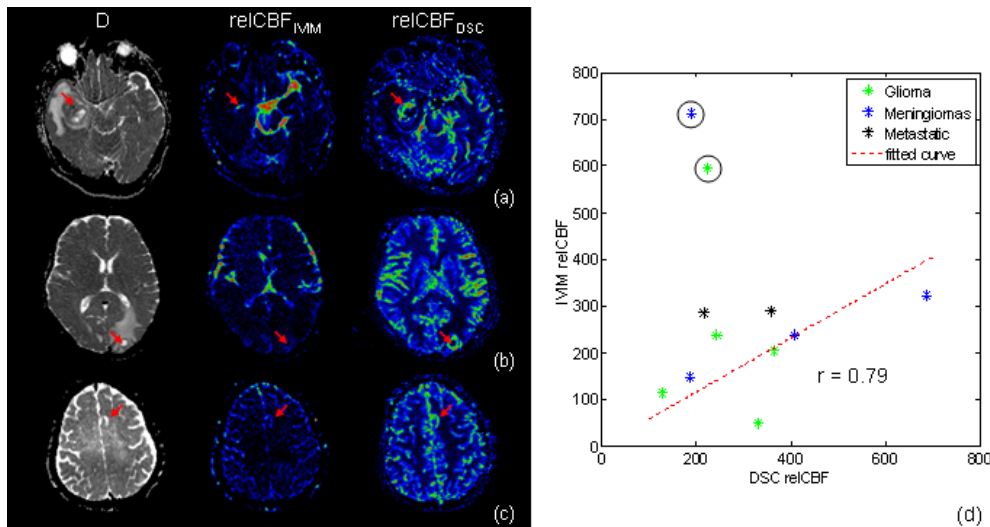 D relCBF IVIM relCBF DSC
(a)
(b)
(c)
800
700
600
500
400
300
200
100
0
IVIM relCBF
Glioma
Meningiomas
Metastatic
fitted curve
r = 0.79
0 200 400 600 800
DSC relCBF
(d)